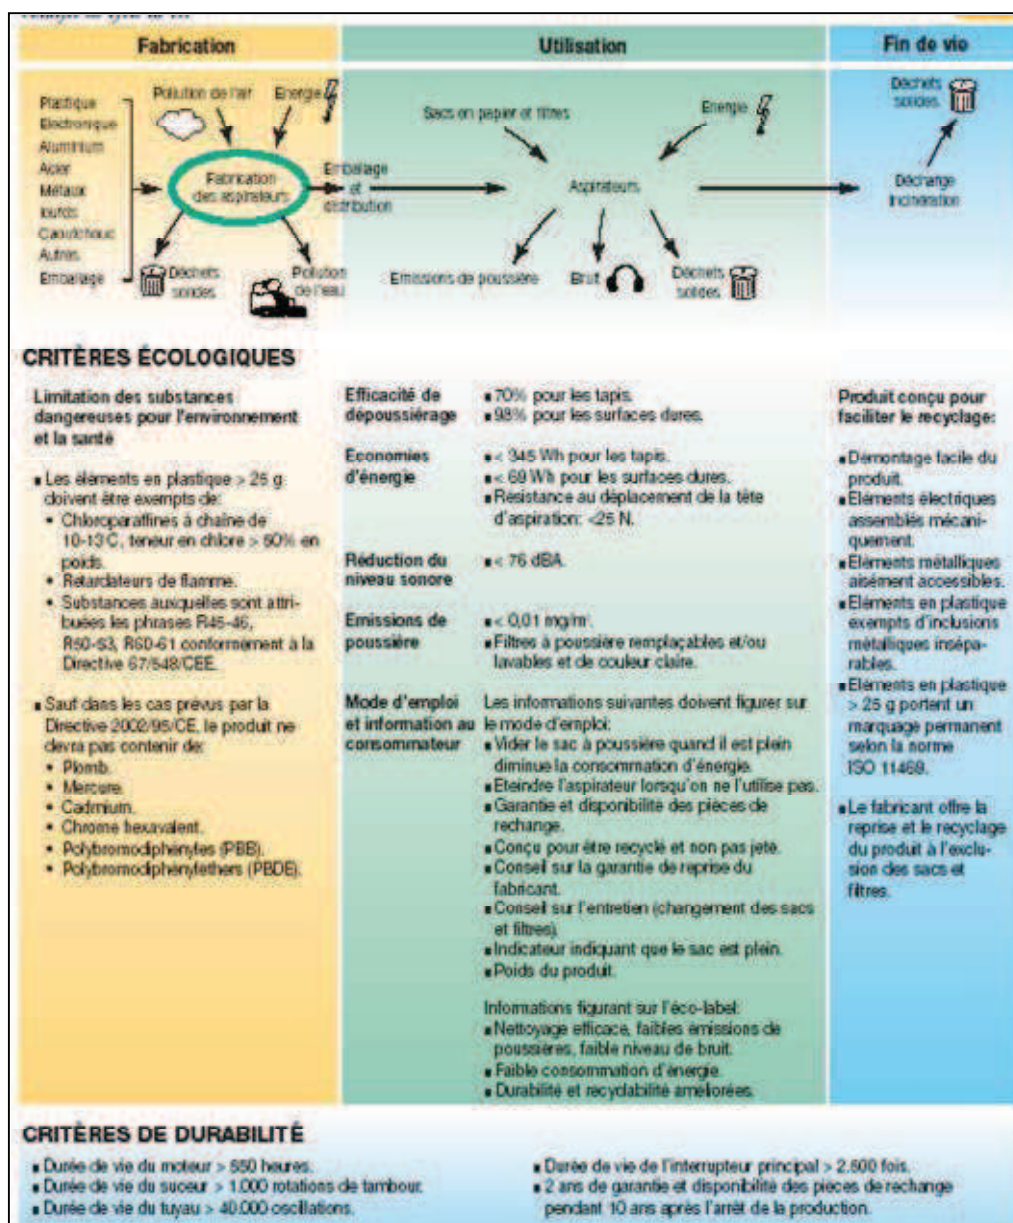 Fabrication
Utilisation
Fin de vie
Plastique
Electronique
Aluminium
Acier
Métaux
lourds
Caoutchouc
Autres
Emballage
Pollution de l'air
Energie
Fabrication
des aspirateurs
Déchets
solides
Pollution
de l'eau
Embalage
et
distribution
Sacs en papier et filtres
Energie
Aspirateurs
Emissions de poussière
Brut
Déchets
solides
Déchets
solides
Décharge
Incinération
CRITÈRES ÉCOLOGIQUES
Limitation des substances
dangereuses pour l'environnement
et la santé
▪ Les éléments en plastique > 25 g
doivent être exempts de:
• Chloroparaffines à chaîne de
10-13 C, teneur en chlore > 50% en
poids.
• Retardateurs de flamme.
• Substances auxquelles sont attri-
buées les phrases R45-46,
R50-53, R60-61 conformément à la
Directive 67/548/CEE.
▪ Sauf dans les cas prévus par la
Directive 2002/95/CE, le produit ne
devra pas contenir de:
• Plomb.
• Mercure.
• Cadmium.
• Chrome hexavalent.
• Polybromodiphényles (PBB).
• Polybromodiphénylethers (PBDE).
Efficacité de
dépoussiérage
▪ 70% pour les tapis.
▪ 98% pour les surfaces dures.
Economies
d'énergie
▪ < 345 Wh pour les tapis.
▪ < 69 Wh pour les surfaces dures.
▪ Résistance au déplacement de la tête
d'aspiration: <25 N.
Réduction du
niveau sonore
▪ < 76 dBA.
Emissions de
poussière
▪ < 0,01 mg/m³.
▪ Filtres à poussière remplaçables et/ou
lavables et de couleur claire.
Mode d'emploi
et information au
consommateur
Les informations suivantes doivent figurer sur
le mode d'emploi:
▪ Vider le sac à poussière quand il est plein
diminue la consommation d'énergie.
▪ Eteindre l'aspirateur lorsqu'on ne l'utilise pas.
▪ Garantie et disponibilité des pièces de
rechange.
▪ Conçu pour être recyclé et non pas jeté.
▪ Conseil sur la garantie de reprise du
fabricant.
▪ Conseil sur l'entretien (changement des sacs
et filtres)
▪ Indicateur indiquant que le sac est plein.
▪ Poids du produit.
Informations figurant sur l'éco-label:
▪ Nettoyage efficace, faibles émissions de
poussières, faible niveau de bruit.
▪ Faible consommation d'énergie.
▪ Durabilité et recyclabilité améliorées.
Produit conçu pour
faciliter le recyclage:
▪ Démontage facile du
produit.
▪ Eléments électriques
assemblés mécani-
quement.
▪ Eléments métalliques
aisément accessibles.
▪ Eléments en plastique
exempts d'inclusions
métalliques insépa-
rables.
▪ Eléments en plastique
> 25 g portent un
marquage permanent
selon la norme
ISO 11469.
▪ Le fabricant offre la
reprise et le recyclage
du produit à l'exclu-
sion des sacs et
filtres.
CRITÈRES DE DURABILITÉ
▪ Durée de vie du moteur > 550 heures.
▪ Durée de vie du suceur > 1.000 rotations de tambour.
▪ Durée de vie du tuyau > 40.000 oscillations.
▪ Durée de vie de l'interrupteur principal > 2.500 fois.
▪ 2 ans de garantie et disponibilité des pièces de rechange
pendant 10 ans après l'arrêt de la production.